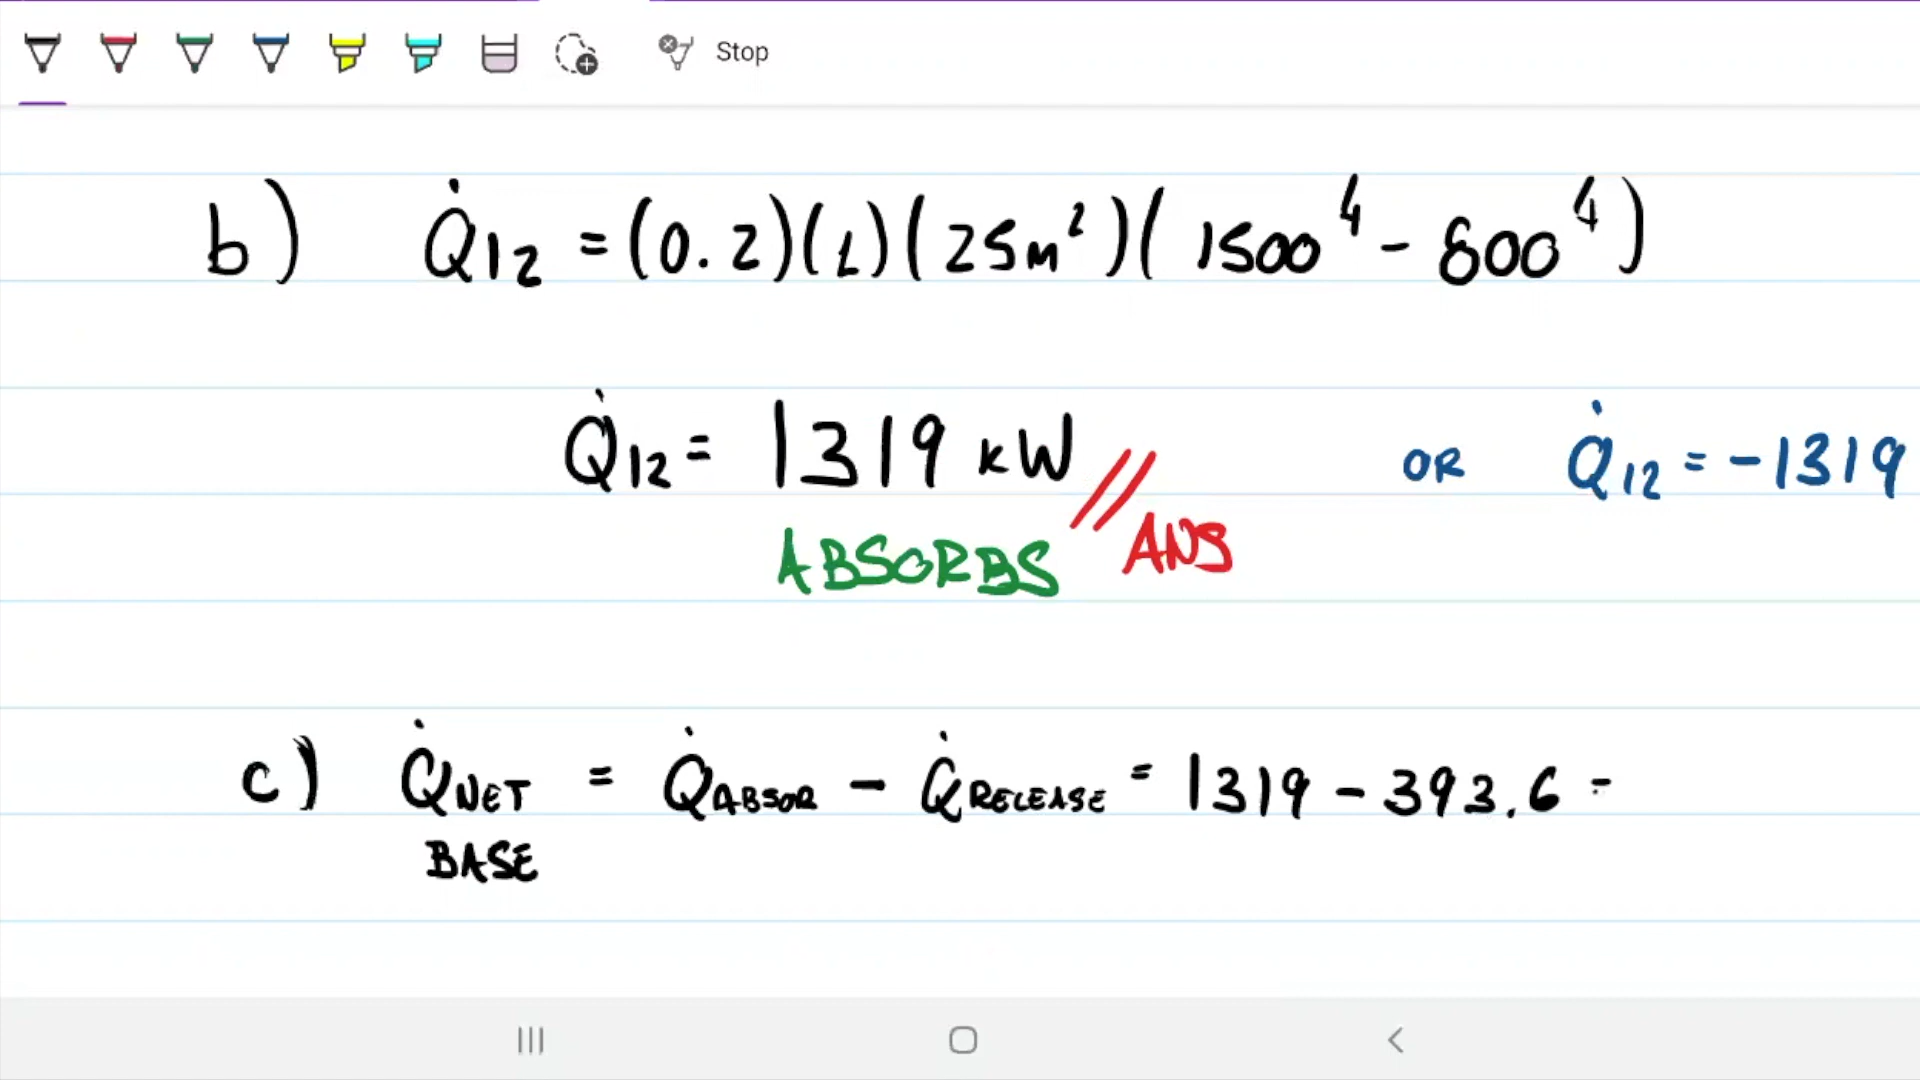 Stop
b) Q̇12 = (0.2)(1)(25m²)(1500⁴ - 800⁴)
Q̇12 = 1319 kW // ANS OR Q̇12 = -1319
ABSORBS
c) Q̇NET BASE = Q̇ABSOR - Q̇RELEASE = 1319 - 393.6 =